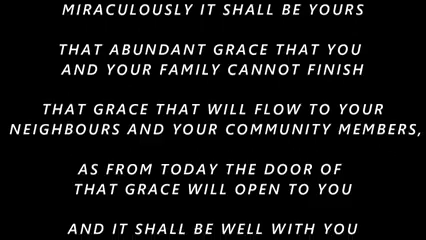 MIRACULOUSLY IT SHALL BE YOURS
THAT ABUNDANT GRACE THAT YOU
AND YOUR FAMILY CANNOT FINISH
THAT GRACE THAT WILL FLOW TO YOUR
NEIGHBOURS AND YOUR COMMUNITY MEMBERS,
AS FROM TODAY THE DOOR OF
THAT GRACE WILL OPEN TO YOU
AND IT SHALL BE WELL WITH YOU